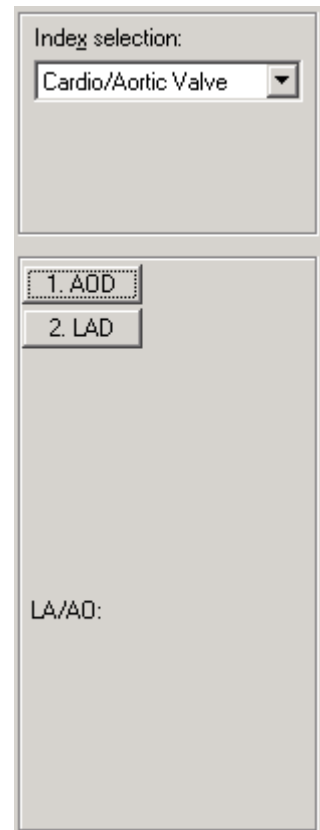 Index selection:
Cardio/Aortic Valve
1. AOD
2. LAD
LA/AO: